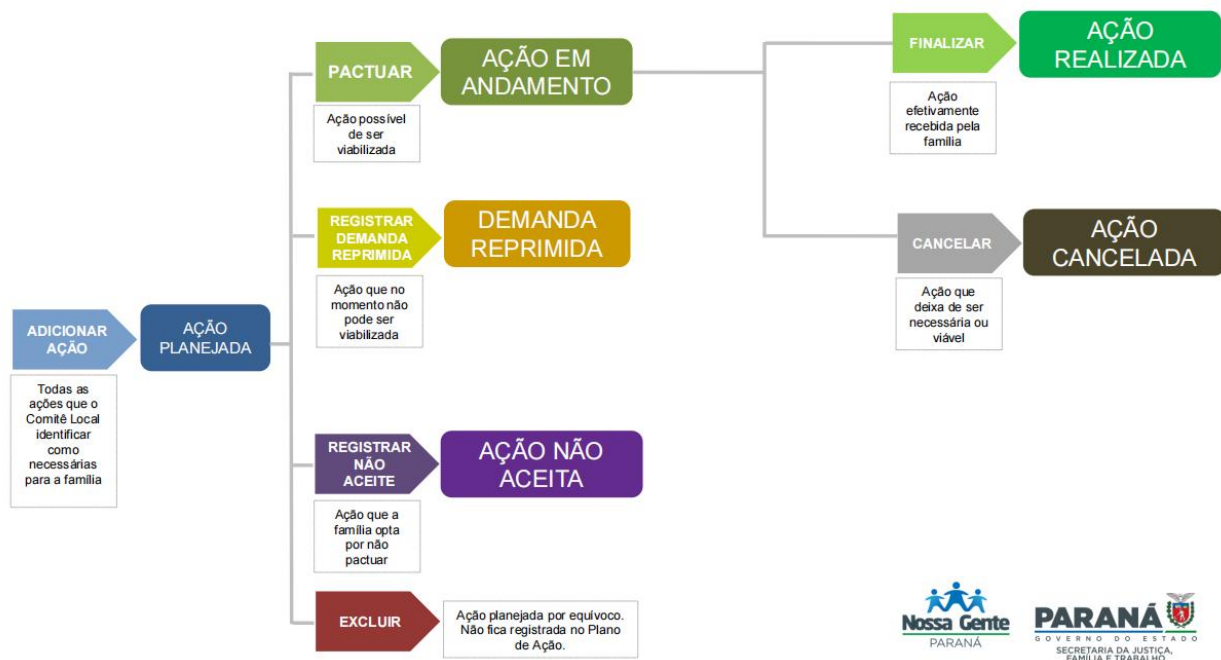 PACTUAR
AÇÃO EM
ANDAMENTO
Ação possível
de ser
viabilizada
FINALIZAR
AÇÃO
REALIZADA
Ação
efetivamente
recebida pela
família
REGISTRAR
DEMANDA
REPRIMIDA
DEMANDA
REPRIMIDA
Ação que no
momento não
pode ser
viabilizada
CANCELAR
AÇÃO
CANCELADA
Ação que
deixa de ser
necessária ou
viável
ADICIONAR
AÇÃO
AÇÃO
PLANEJADA
Todas as
ações que o
Comitê Local
identificar
como
necessárias
para a família
REGISTRAR
NÃO
ACEITE
AÇÃO NÃO
ACEITA
Ação que a
família opta
por não
pactuar
EXCLUIR
Ação planejada por equívoco.
Não fica registrada no Plano
de Ação.
Nossa Gente
PARANÁ
PARANÁ
GOVERNO DO ESTADO
SECRETARIA DA JUSTIÇA,
FAMÍLIA E TRABALHO